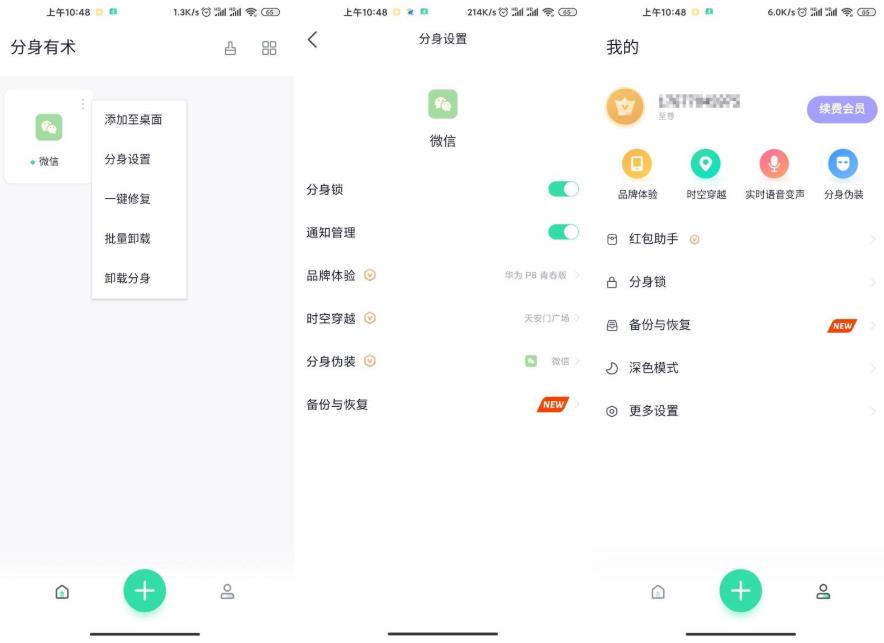 上午10:48
1.3K/s
65
分身有术
微信
添加至桌面
分身设置
一键修复
批量卸载
卸载分身
上午10:48
214K/s
65
分身设置
微信
分身锁
通知管理
品牌体验
华为 P8 青春版
时空穿越
天安门广场
分身伪装
微信
备份与恢复
NEW
上午10:48
6.0K/s
65
我的
至尊
续费会员
品牌体验
时空穿越
实时语音变声
分身伪装
红包助手
分身锁
备份与恢复
NEW
深色模式
更多设置